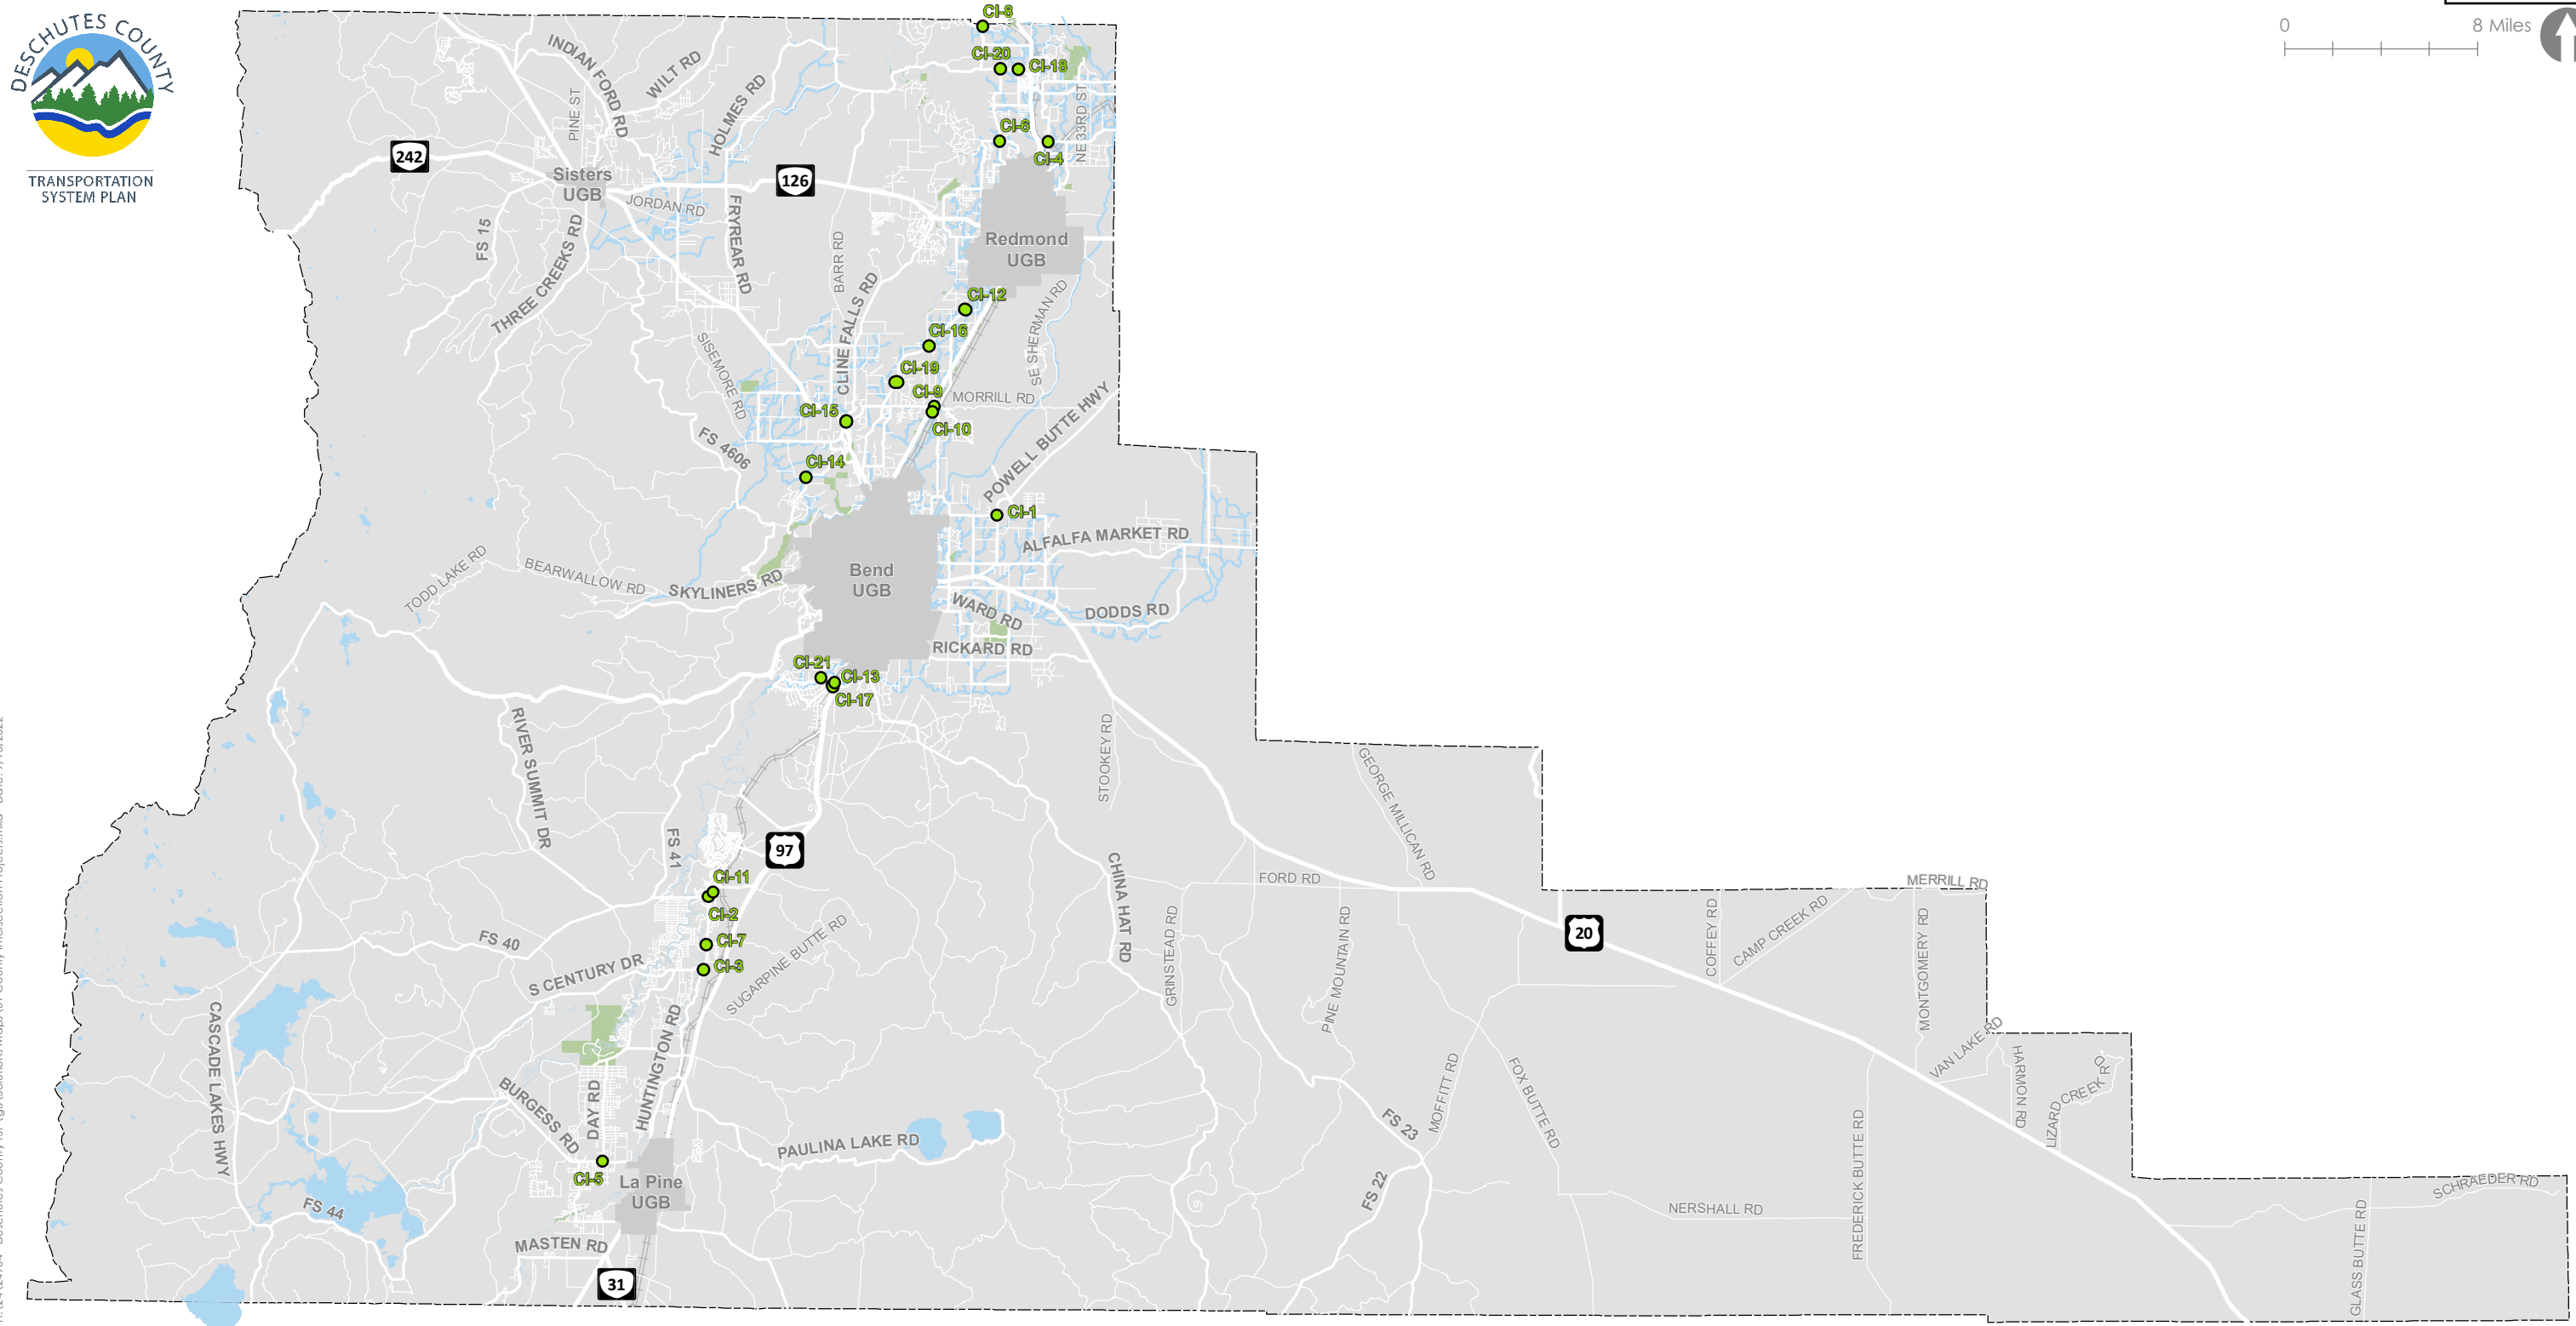 DESCHUTES COUNTY
TRANSPORTATION
SYSTEM PLAN
0 8 Miles
CI-8
CI-20
CI-18
INDIAN FORD RD
WILT RD
HOLMES RD
PINE ST
NE 33RD ST
CI-6
CI-4
242
126
Sisters
UGB
JORDAN RD
FRYREAR RD
FS 15
THREE CREEKS RD
BARR RD
CLINE FALLS RD
Redmond
UGB
CI-12
SE SHERMAN RD
CI-16
SISEMORE RD
CI-19
CI-9
MORRILL RD
CI-15
CI-10
POWELL BUTTE HWY
FS 4606
CI-14
CI-1
ALFALFA MARKET RD
TODD LAKE RD
BEARWALLOW RD
SKYLINERS RD
Bend
UGB
WARD RD
DODDS RD
RICKARD RD
CI-21
CI-13
CI-17
RIVER SUMMIT DR
STOOKEY RD
GEORGE MILLICAN RD
FS 41
97
CHINA HAT RD
CI-11
CI-2
FORD RD
MERRILL RD
CI-7
CI-3
FS 40
S CENTURY DR
SUGARPINE BUTTE RD
GRINSTEAD RD
PINE MOUNTAIN RD
20
COFFEY RD
CAMP CREEK RD
MONTGOMERY RD
CASCADE LAKES HWY
HUNTINGTON RD
VAN LAKE RD
HARMON RD
LIZARD CREEK RD
BURGESS RD
DAY RD
MOFFITT RD
FOX BUTTE RD
FS 23
PAULINA LAKE RD
CI-5
La Pine
UGB
FS 22
FREDERICK BUTTE RD
NERSHALL RD
SCHRAEDER RD
GLASS BUTTE RD
FS 44
MASTEN RD
31